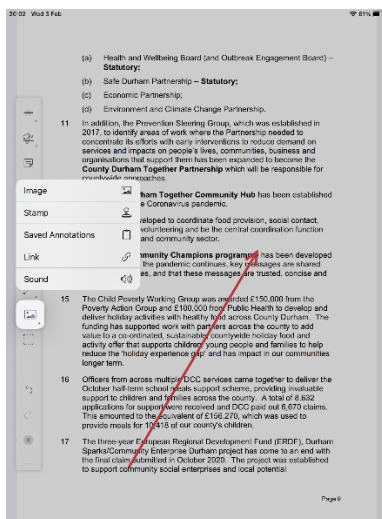 20:02 Wed 3 Feb
61%
(a) Health and Wellbeing Board (and Outbreak Engagement Board) –
Statutory;
(b) Safe Durham Partnership – Statutory;
(c) Economic Partnership;
(d) Environment and Climate Change Partnership.
11 In addition, the Prevention Steering Group, which was established in
2017, to identify areas of work where the Partnership needed to
concentrate its efforts with early interventions to reduce demand on
services and impacts on people's lives, communities, business and
organisations that support them has been expanded to become the
County Durham Together Partnership which will be responsible for
countywide approaches.
Image
ham Together Community Hub has been established
e Coronavirus pandemic.
Stamp
veloped to coordinate food provision, social contact,
volunteering and be the central coordination function
Saved Annotations
and community sector.
Link
mmunity Champions programme has been developed
the pandemic continues, key messages are shared
Sound
es, and that these messages are trusted, concise and
15 The Child Poverty Working Group was awarded £150,000 from the
Poverty Action Group and £100,000 from Public Health to develop and
deliver holiday activities with healthy food across County Durham. The
funding has supported work with partners across the county to add
value to a co-ordinated, sustainable countywide holiday food and
activity offer that supports children, young people and families to help
reduce the 'holiday experience gap' and has impact in our communities
longer term.
16 Officers from across multiple DCC services came together to deliver the
October half-term school meals support scheme, providing invaluable
support to children and families across the county. A total of 8,632
applications for support were received and DCC paid out 6,670 claims.
This amounted to the equivalent of £156,270, which was used to
provide meals for 10,418 of our county's children.
17 The three-year European Regional Development Fund (ERDF), Durham
Sparks/Community Enterprise Durham project has come to an end with
the final claim submitted in October 2020. The project was established
to support community social enterprises and local potential
Page 9